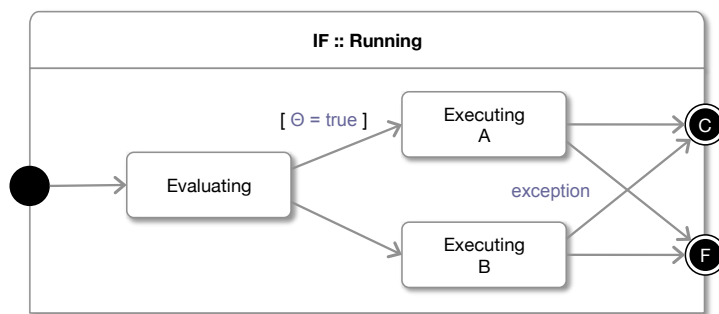 IF :: Running
[ Θ = true ]
Executing
A
C
Evaluating
exception
Executing
B
F